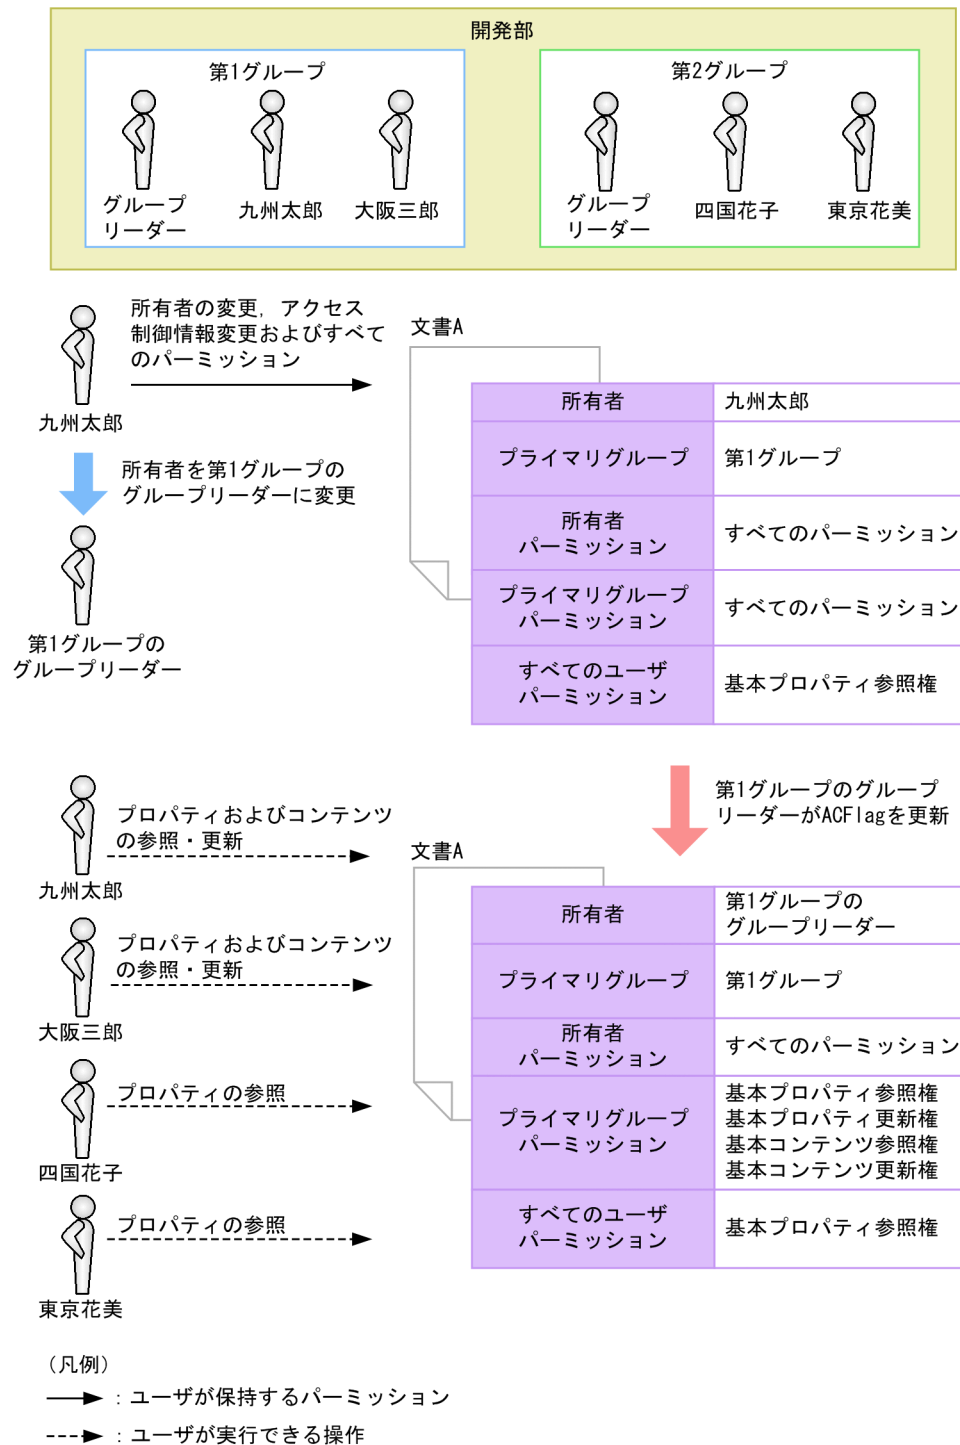 開発部
第1グループ
第2グループ
グループ
リーダー
九州太郎
大阪三郎
グループ
リーダー
四国花子
東京花美
所有者の変更，アクセス
制御情報変更およびすべて
のパーミッション
九州太郎
所有者を第1グループの
グループリーダーに変更
第1グループの
グループリーダー
文書A
所有者
九州太郎
プライマリグループ
第1グループ
所有者
パーミッション
すべてのパーミッション
プライマリグループ
パーミッション
すべてのパーミッション
すべてのユーザ
パーミッション
基本プロパティ参照権
第1グループのグループ
リーダーがACFlagを更新
プロパティおよびコンテンツ
の参照・更新
九州太郎
プロパティおよびコンテンツ
の参照・更新
大阪三郎
プロパティの参照
四国花子
プロパティの参照
東京花美
文書A
所有者
第1グループの
グループリーダー
プライマリグループ
第1グループ
所有者
パーミッション
すべてのパーミッション
プライマリグループ
パーミッション
基本プロパティ参照権
基本プロパティ更新権
基本コンテンツ参照権
基本コンテンツ更新権
すべてのユーザ
パーミッション
基本プロパティ参照権
（凡例）
：ユーザが保持するパーミッション
：ユーザが実行できる操作